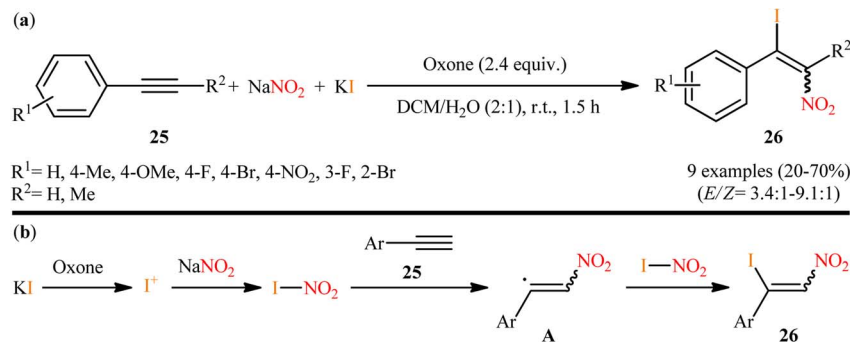 (a)
R¹
R²
+ NaNO₂ + KI
Oxone (2.4 equiv.)
DCM/H₂O (2:1), r.t., 1.5 h
I
R²
R¹
NO₂
25
26
R¹= H, 4-Me, 4-OMe, 4-F, 4-Br, 4-NO₂, 3-F, 2-Br
R²= H, Me
9 examples (20-70%)
(E/Z= 3.4:1-9.1:1)
(b)
KI
Oxone
I⁺
NaNO₂
I—NO₂
Ar
25
·
NO₂
Ar
A
I—NO₂
I
NO₂
Ar
26